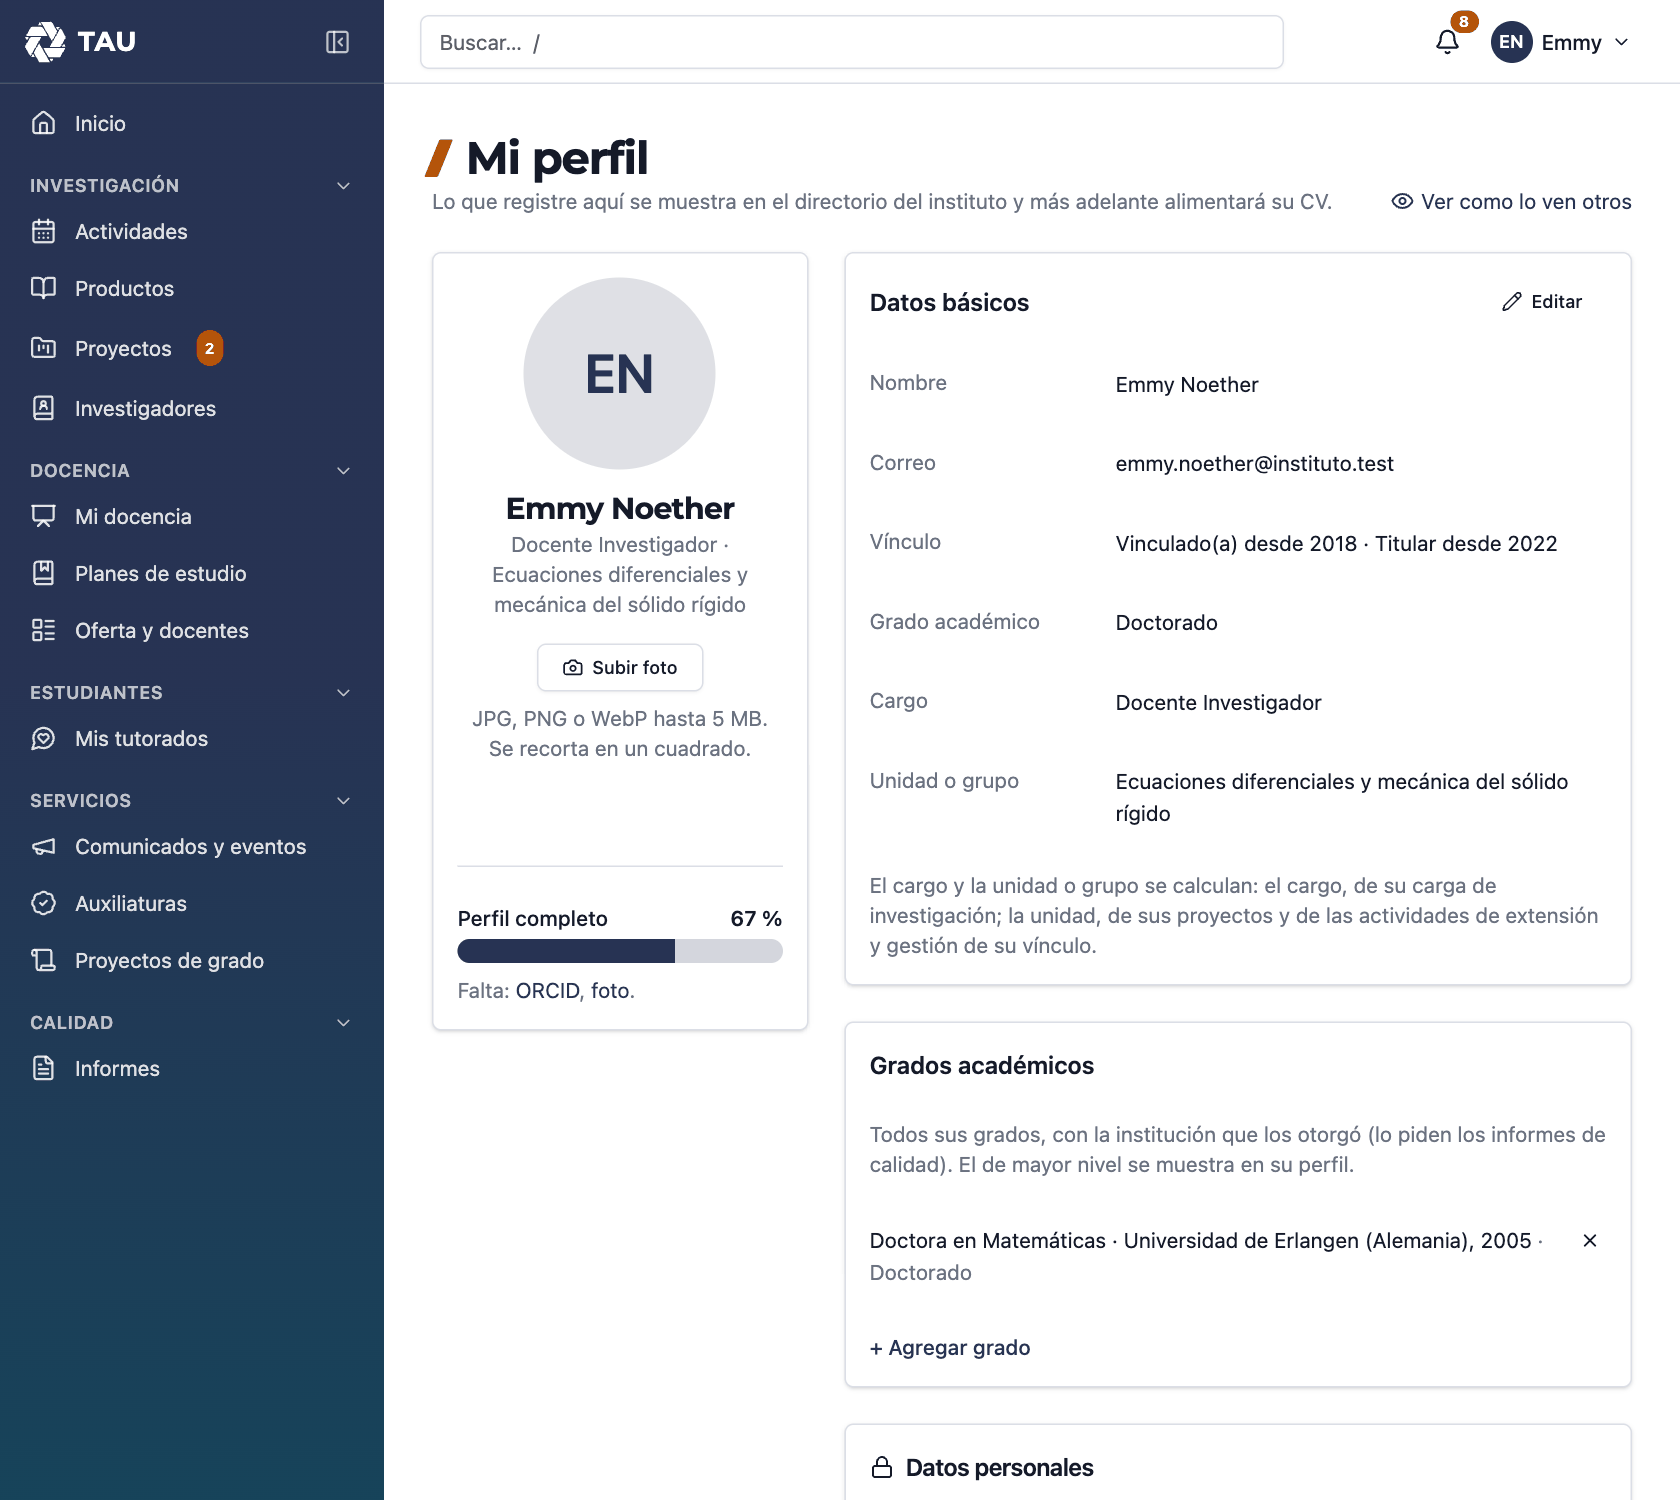 TAU
Buscar... /
8
EN
Emmy
Inicio
INVESTIGACIÓN
Actividades
Productos
Proyectos 2
Investigadores
DOCENCIA
Mi docencia
Planes de estudio
Oferta y docentes
ESTUDIANTES
Mis tutorados
SERVICIOS
Comunicados y eventos
Auxiliaturas
Proyectos de grado
CALIDAD
Informes
Mi perfil
Lo que registre aquí se muestra en el directorio del instituto y más adelante alimentará su CV.
Ver como lo ven otros
EN
Emmy Noether
Docente Investigador ·
Ecuaciones diferenciales y
mecánica del sólido rígido
Subir foto
JPG, PNG o WebP hasta 5 MB.
Se recorta en un cuadrado.
Perfil completo 67 %
Falta: ORCID, foto.
Datos básicos
Editar
Nombre Emmy Noether
Correo emmy.noether@instituto.test
Vínculo Vinculado(a) desde 2018 · Titular desde 2022
Grado académico Doctorado
Cargo Docente Investigador
Unidad o grupo Ecuaciones diferenciales y mecánica del sólido
rígido
El cargo y la unidad o grupo se calculan: el cargo, de su carga de
investigación; la unidad, de sus proyectos y de las actividades de extensión
y gestión de su vínculo.
Grados académicos
Todos sus grados, con la institución que los otorgó (lo piden los informes de
calidad). El de mayor nivel se muestra en su perfil.
Doctora en Matemáticas · Universidad de Erlangen (Alemania), 2005 ·
Doctorado
+ Agregar grado
Datos personales